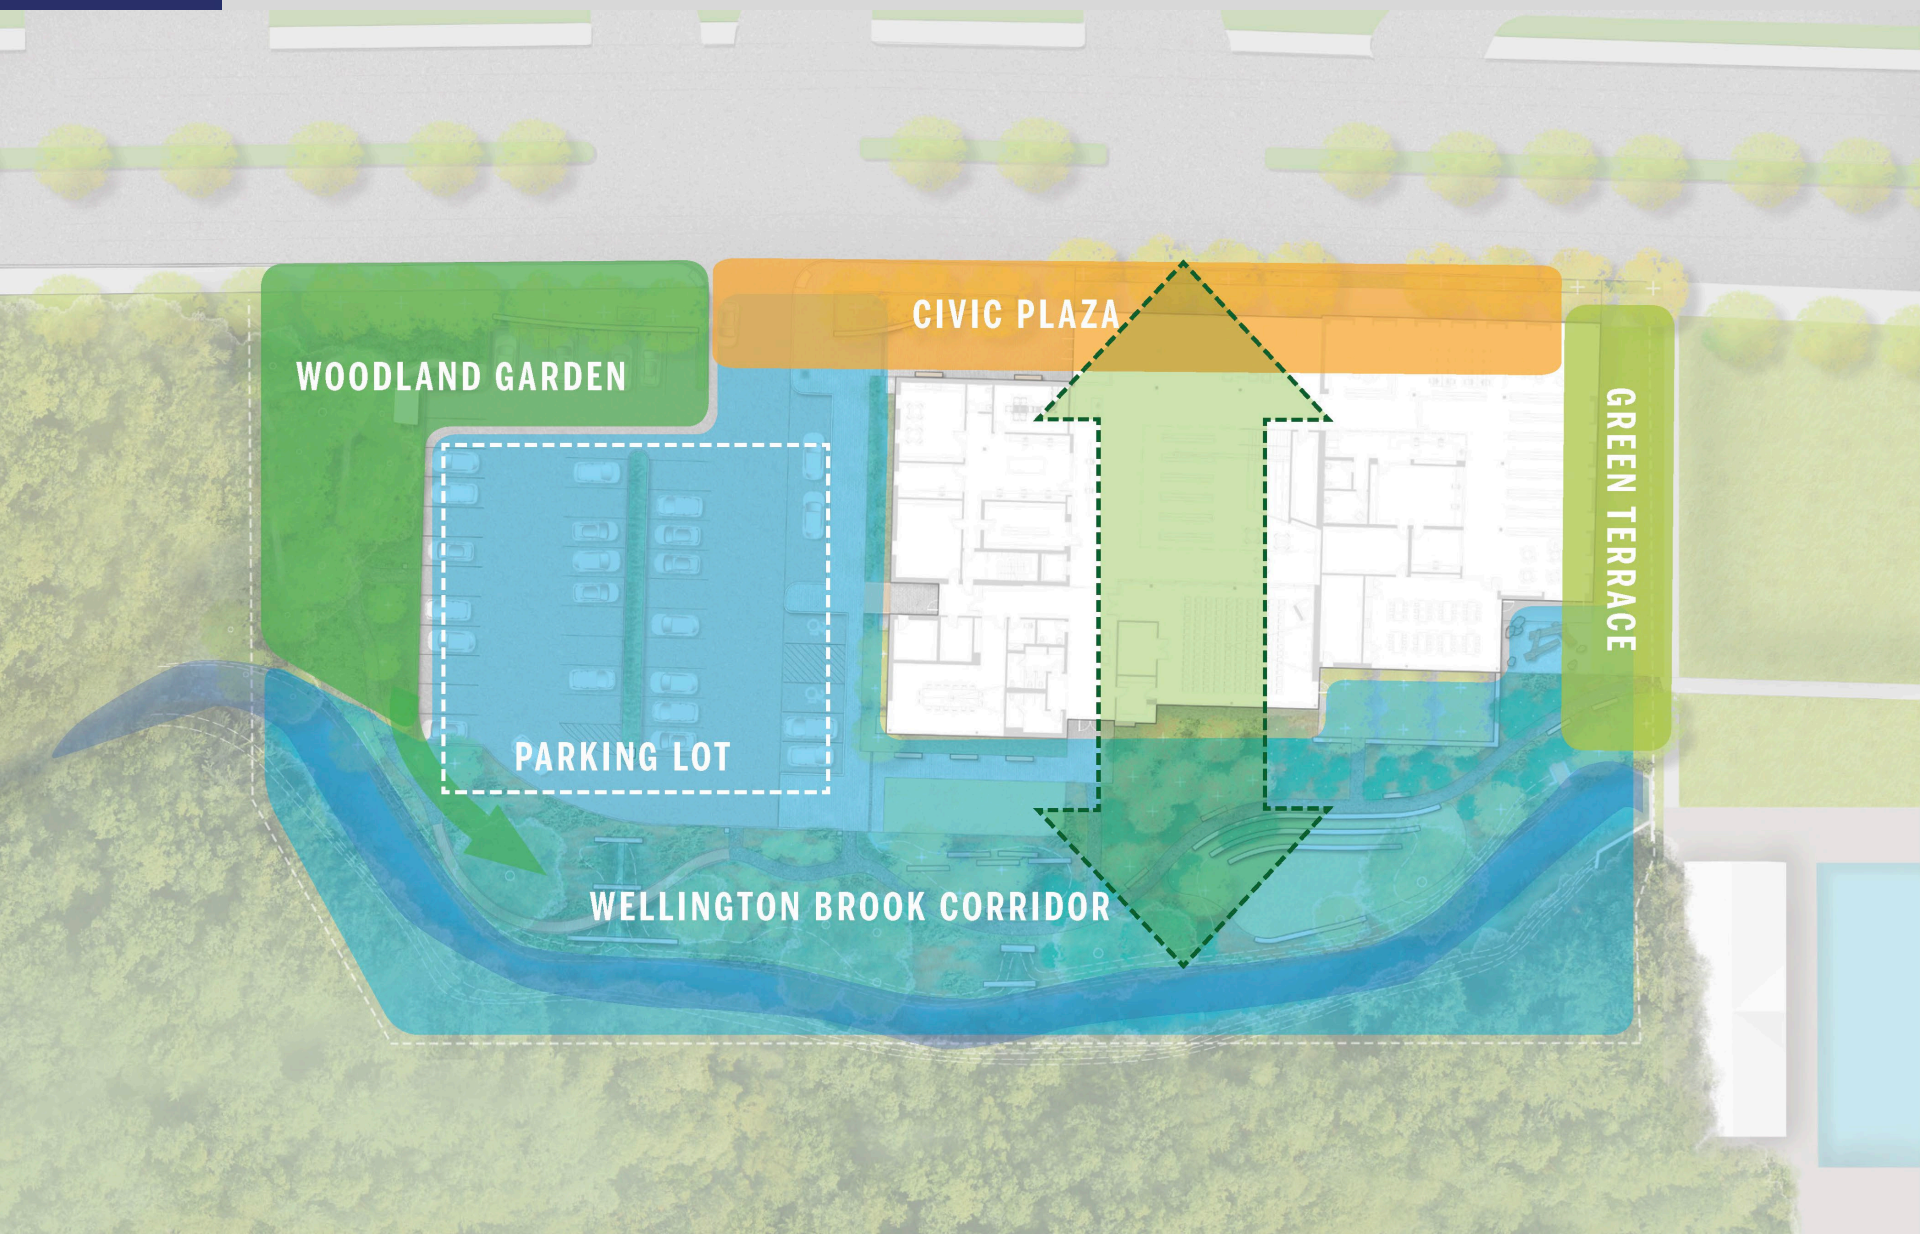 CIVIC PLAZA
WOODLAND GARDEN
GREEN TERRACE
PARKING LOT
WELLINGTON BROOK CORRIDOR